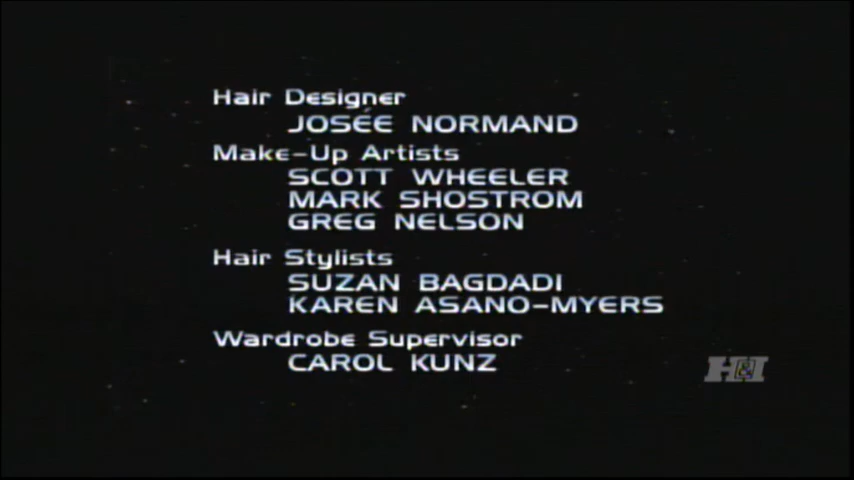 Hair Designer
JOSÉE NORMAND
Make-Up Artists
SCOTT WHEELER
MARK SHOSTROM
GREG NELSON
Hair Stylists
SUZAN BAGDADI
KAREN ASANO-MYERS
Wardrobe Supervisor
CAROL KUNZ
H&I